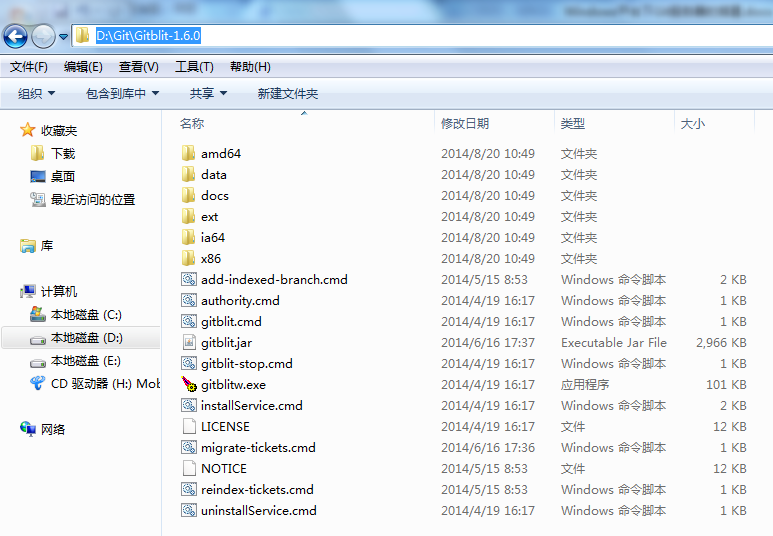 D:\Git\Gitblit-1.6.0
文件(F) 编辑(E) 查看(V) 工具(T) 帮助(H)
组织 包含到库中 共享 新建文件夹
名称 修改日期 类型 大小
收藏夹
下载
桌面
最近访问的位置
库
计算机
本地磁盘 (C:)
本地磁盘 (D:)
本地磁盘 (E:)
CD 驱动器 (H:) Mob
网络
amd64 2014/8/20 10:49 文件夹
data 2014/8/20 10:49 文件夹
docs 2014/8/20 10:49 文件夹
ext 2014/8/20 10:49 文件夹
ia64 2014/8/20 10:49 文件夹
x86 2014/8/20 10:49 文件夹
add-indexed-branch.cmd 2014/5/15 8:53 Windows 命令脚本 2 KB
authority.cmd 2014/4/19 16:17 Windows 命令脚本 1 KB
gitblit.cmd 2014/4/19 16:17 Windows 命令脚本 1 KB
gitblit.jar 2014/6/16 17:37 Executable Jar File 2,966 KB
gitblit-stop.cmd 2014/4/19 16:17 Windows 命令脚本 1 KB
gitblitw.exe 2014/4/19 16:17 应用程序 101 KB
installService.cmd 2014/4/19 16:17 Windows 命令脚本 2 KB
LICENSE 2014/4/19 16:17 文件 12 KB
migrate-tickets.cmd 2014/6/16 17:36 Windows 命令脚本 1 KB
NOTICE 2014/5/15 8:53 文件 12 KB
reindex-tickets.cmd 2014/5/15 8:53 Windows 命令脚本 1 KB
uninstallService.cmd 2014/4/19 16:17 Windows 命令脚本 1 KB